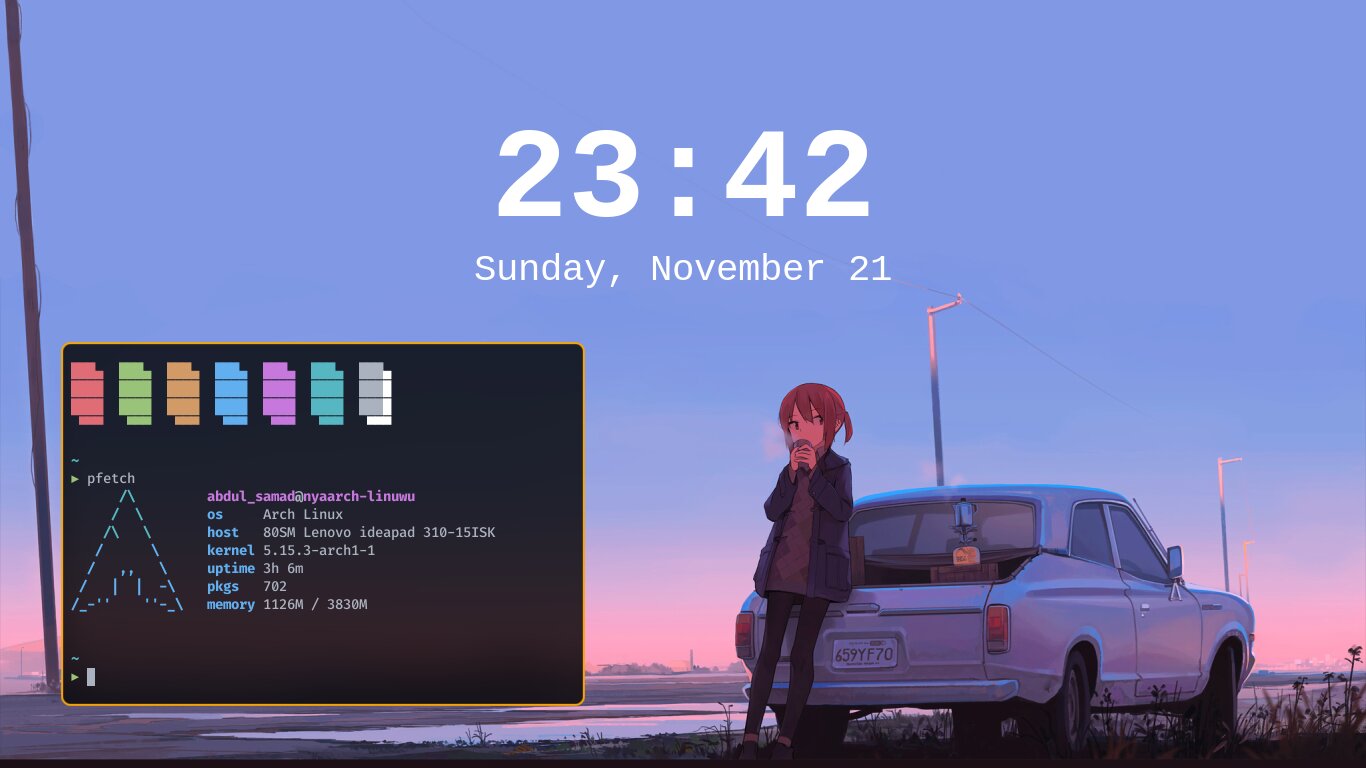 23:42
Sunday, November 21
~
▸ pfetch
abdul_samad@nyaarch-linuwu
os Arch Linux
host 80SM Lenovo ideapad 310-15ISK
kernel 5.15.3-arch1-1
uptime 3h 6m
pkgs 702
memory 1126M / 3830M
~
▸
659YF70